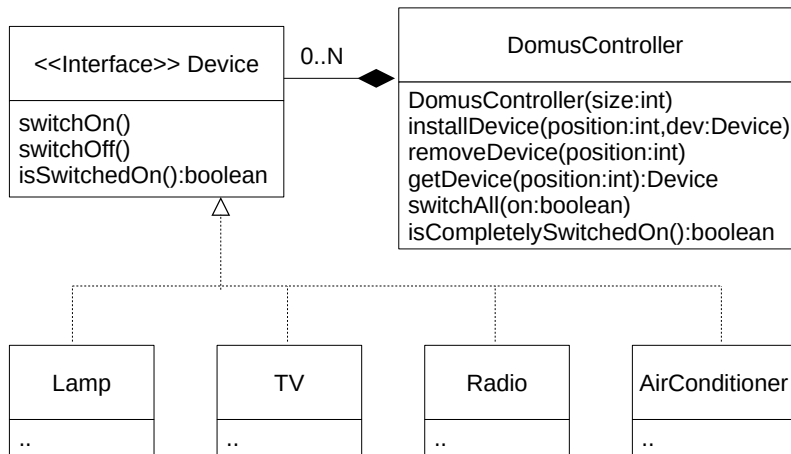 <<Interface>> Device
switchOn()
switchOff()
isSwitchedOn():boolean
0..N
DomusController
DomusController(size:int)
installDevice(position:int,dev:Device)
removeDevice(position:int)
getDevice(position:int):Device
switchAll(on:boolean)
isCompletelySwitchedOn():boolean
Lamp
..
TV
..
Radio
..
AirConditioner
..